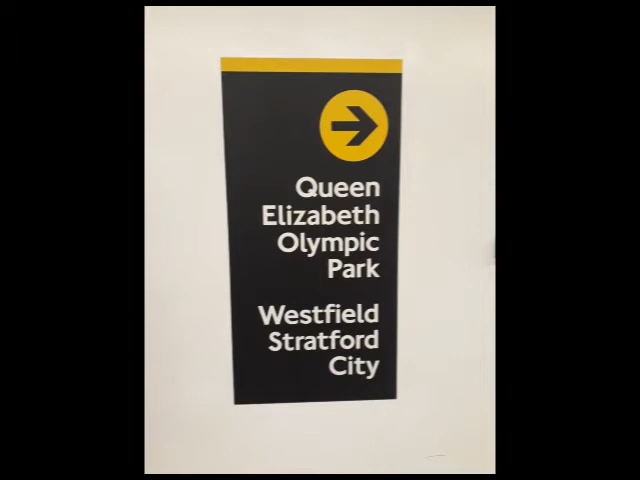 Queen
Elizabeth
Olympic
Park
Westfield
Stratford
City